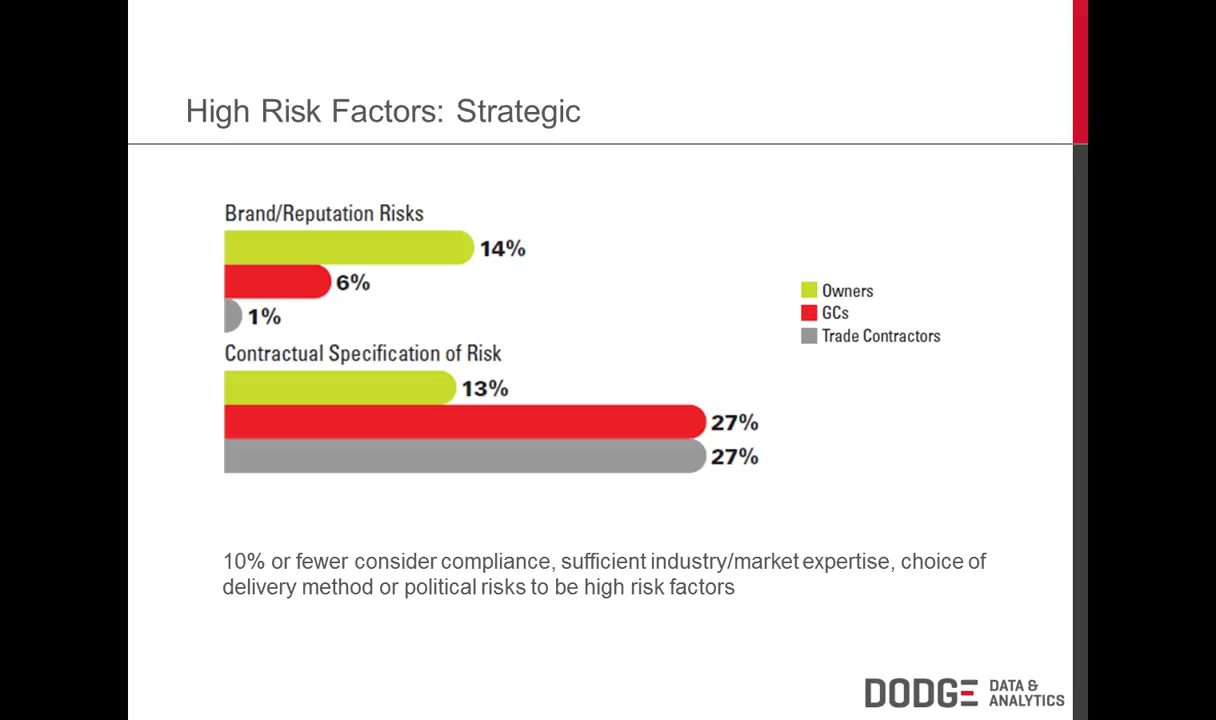 High Risk Factors: Strategic
Brand/Reputation Risks
14%
6%
1%
Contractual Specification of Risk
13%
27%
27%
Owners
GCs
Trade Contractors
10% or fewer consider compliance, sufficient industry/market expertise, choice of
delivery method or political risks to be high risk factors
DODGE DATA &
ANALYTICS